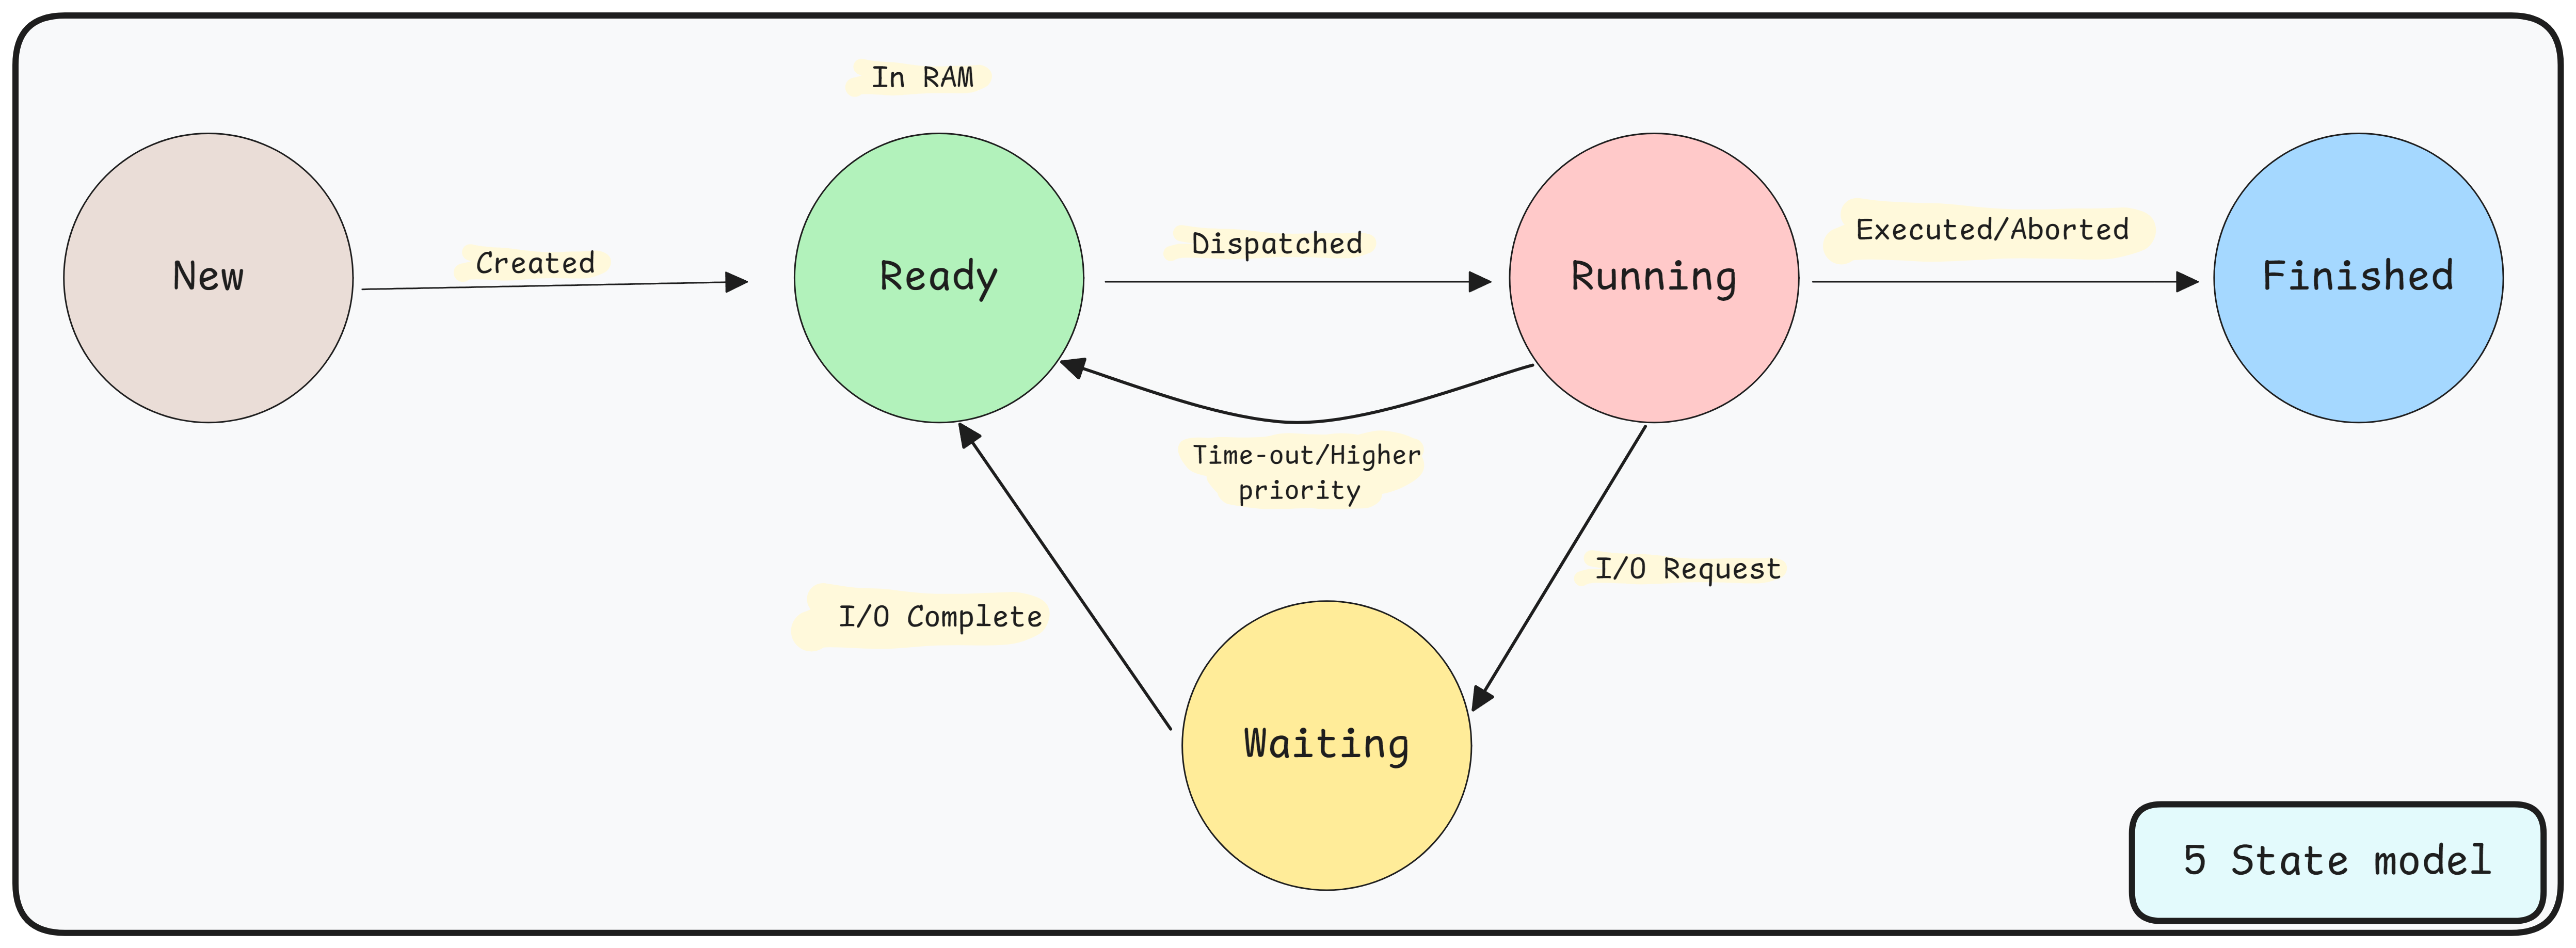 In RAM
New
Created
Ready
Dispatched
Running
Executed/Aborted
Finished
Time-out/Higher
priority
I/O Complete
I/O Request
Waiting
5 State model